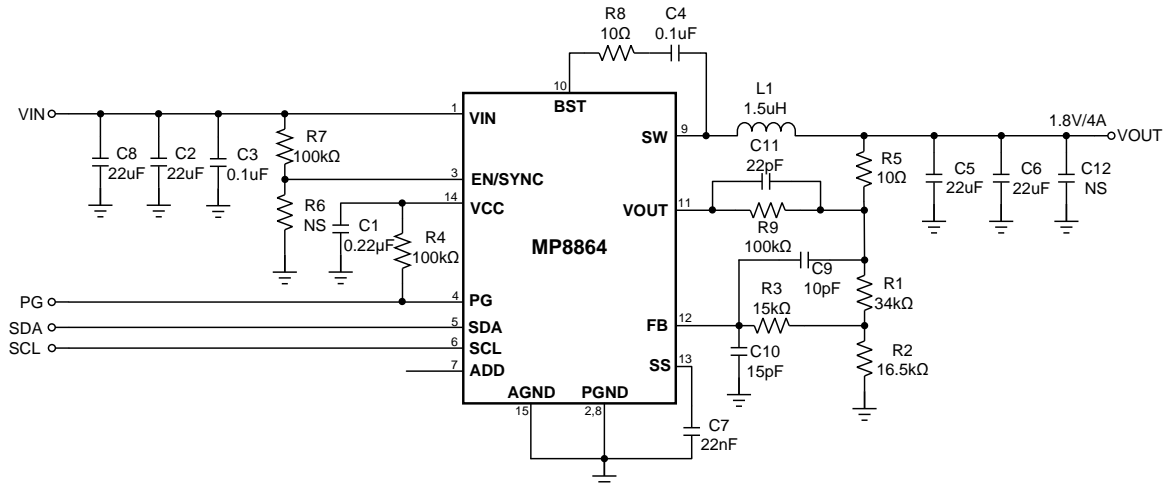 R8
10Ω
C4
0.1uF
10
BST
VIN
1
VIN
C8
22uF
C2
22uF
C3
0.1uF
R7
100kΩ
3
EN/SYNC
R6
NS
14
VCC
C1
0.22µF
R4
100kΩ
MP8864
PG
4
PG
SDA
5
SDA
SCL
6
SCL
7
ADD
AGND
15
PGND
2,8
SW
9
L1
1.5uH
C11
22pF
VOUT
11
R9
100kΩ
R5
10Ω
1.8V/4A
VOUT
C5
22uF
C6
22uF
C12
NS
C9
10pF
R1
34kΩ
R3
15kΩ
FB
12
C10
15pF
R2
16.5kΩ
SS
13
C7
22nF